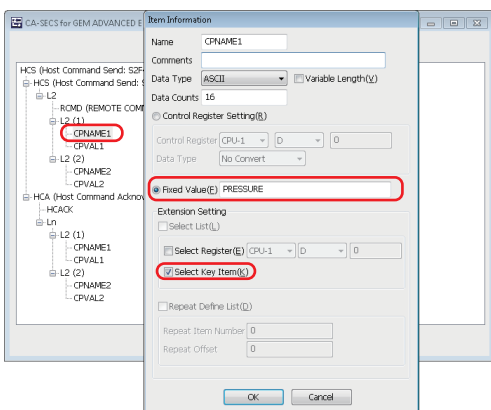 CA-SECS for GEM ADVANCED E
HCS (Host Command Send: S2F
HCS (Host Command Send: S
L2
RCMD (REMOTE COM
L2 (1)
CPNAME1
CPVAL1
L2 (2)
CPNAME2
CPVAL2
HCA (Host Command Acknov
HCACK
Ln
L2 (1)
CPNAME1
CPVAL1
L2 (2)
CPNAME2
CPVAL2
Item Information
Name CPNAME1
Comments
Data Type ASCII Variable Length(V)
Data Counts 16
Control Register Setting(R)
Control Register CPU-1 D - 0
Data Type No Convert
Fixed Value(F) PRESSURE
Extension Setting
Select List(L)
Select Register(E) CPU-1 D 0
Select Key Item(K)
Repeat Define List(D)
Repeat Item Number 0
Repeat Offset 0
OK Cancel